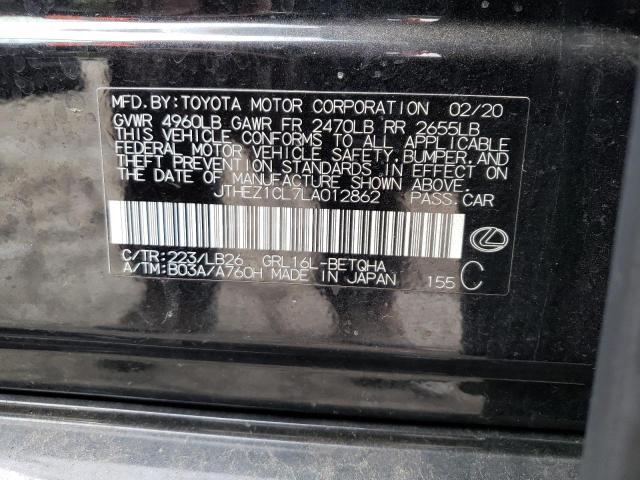 MFD.BY:TOYOTA MOTOR CORPORATION 02/20
GVWR 4960LB GAWR FR 2470LB RR 2655LB
THIS VEHICLE CONFORMS TO ALL APPLICABLE
FEDERAL MOTOR VEHICLE SAFETY,BUMPER,AND
THEFT PREVENTION STANDARDS IN EFFECT ON
THE DATE OF MANUFACTURE SHOWN ABOVE.
JTHEZ1CL7LA012862 PASS.CAR
C/TR:223/LB26 GRL16L-BETQHA
A/TM:B03A/A760H MADE IN JAPAN 155 C